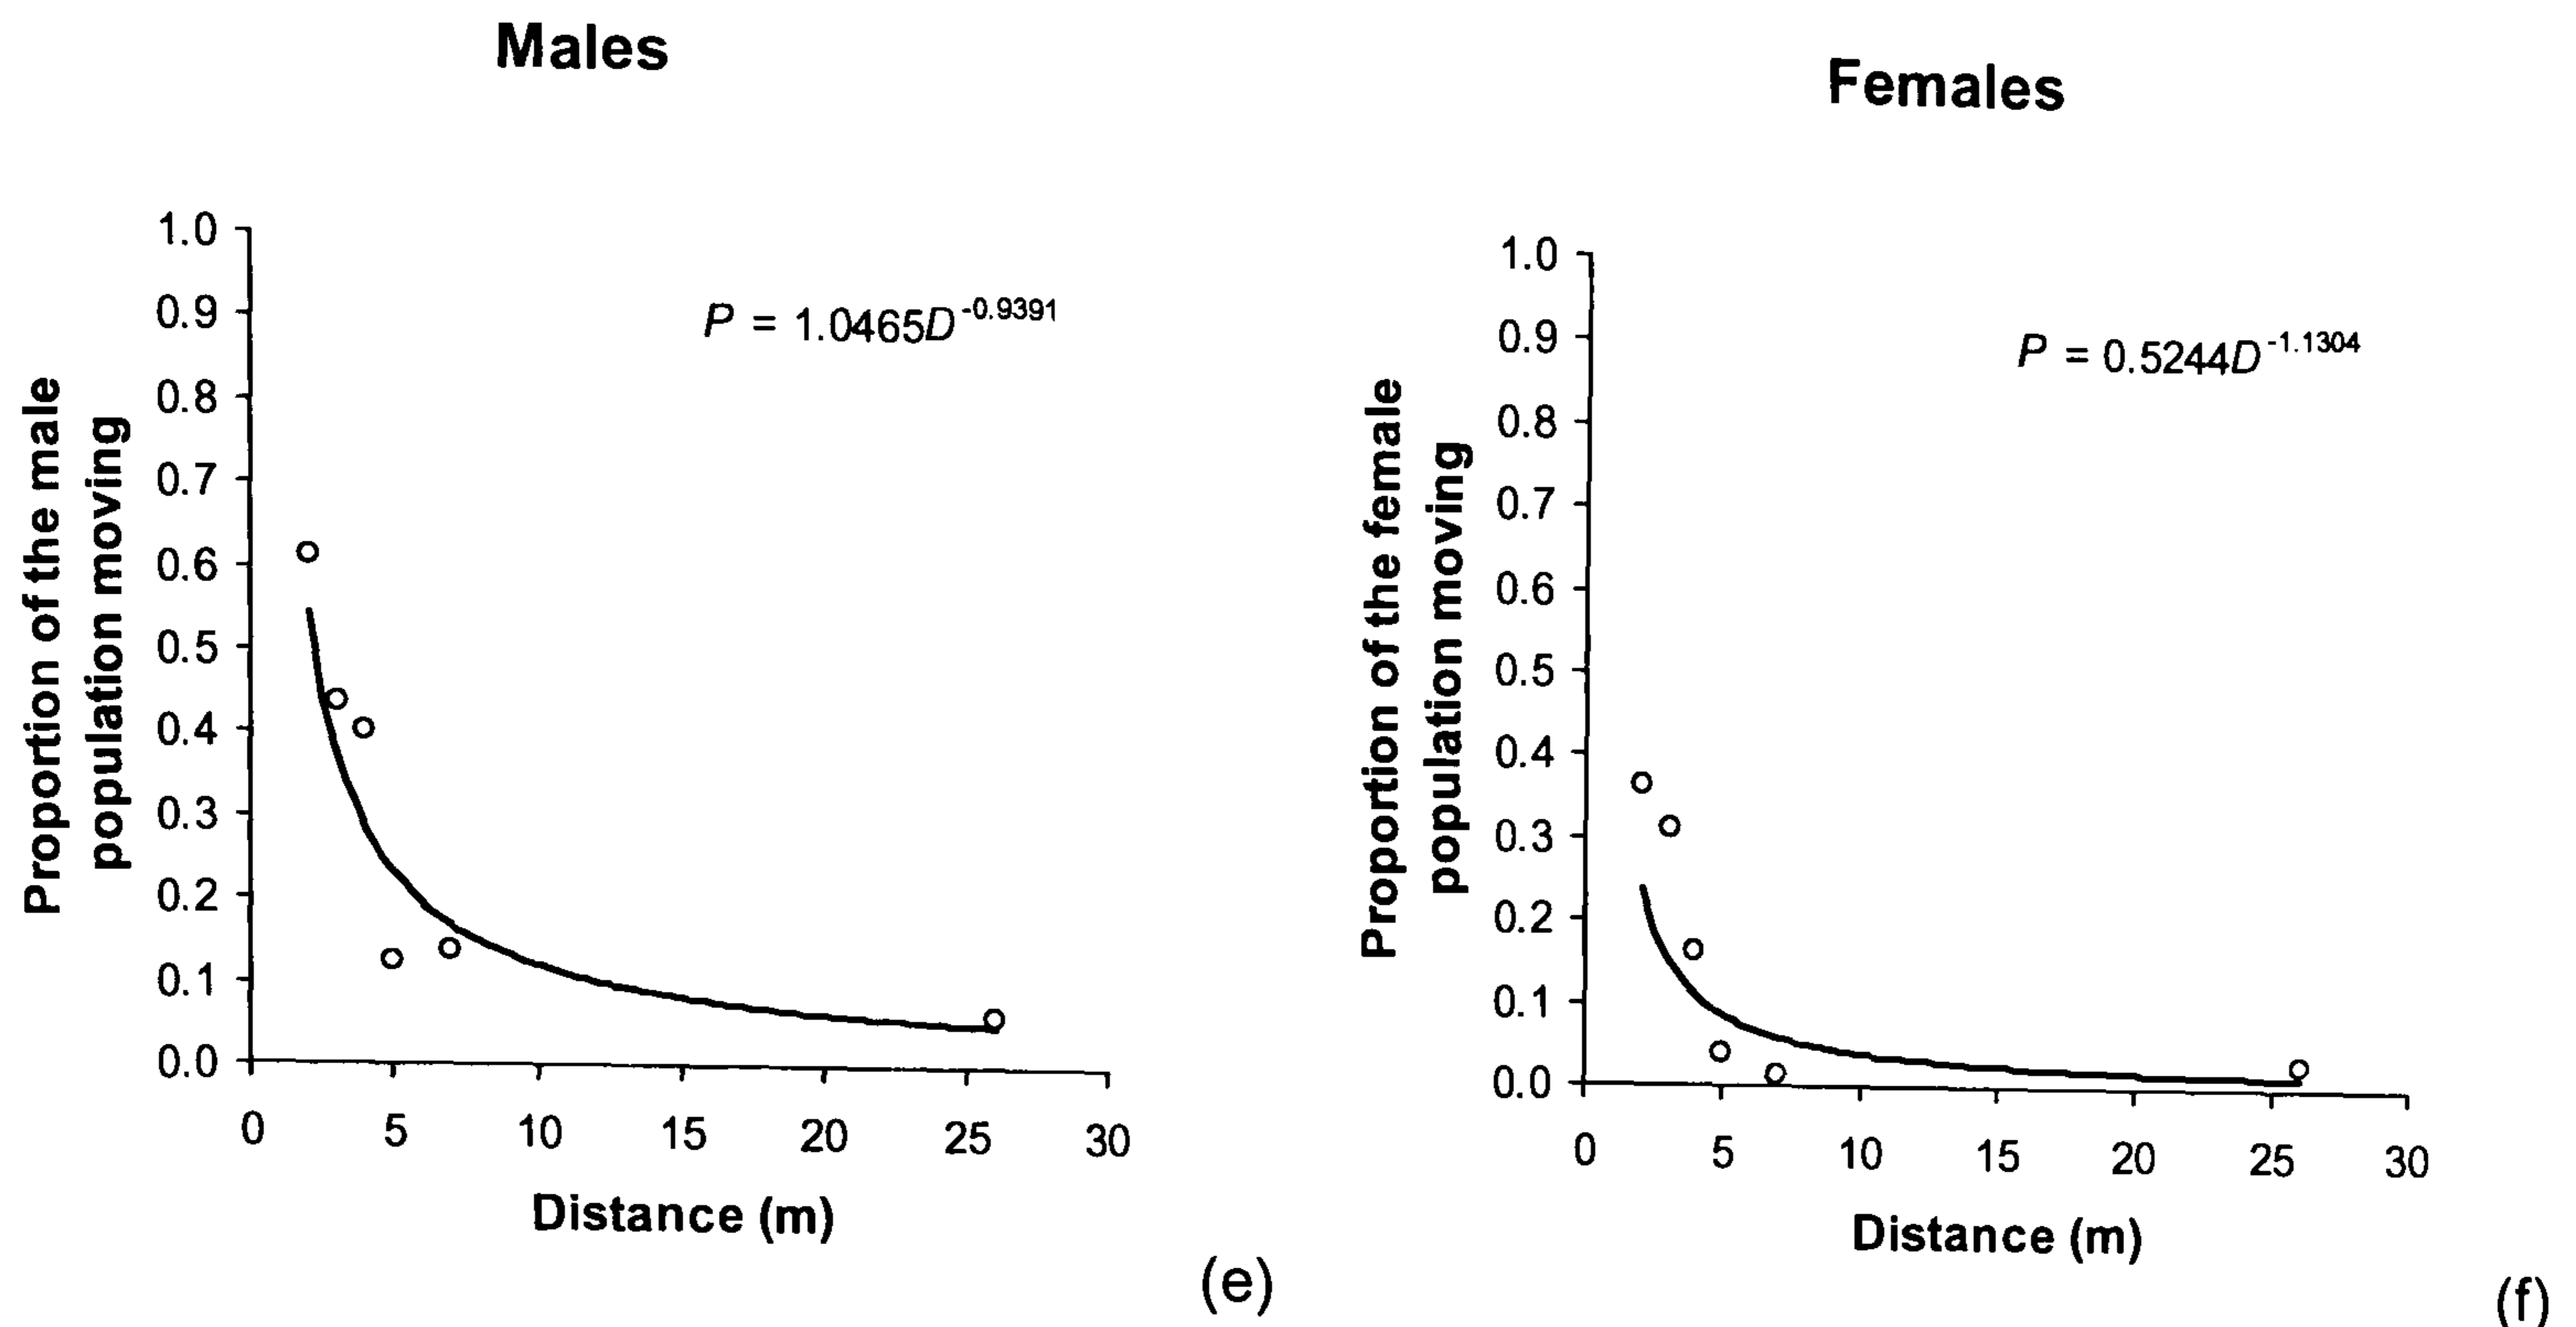 Males
Proportion of the male
population moving
1.0
0.9
0.8
0.7
0.6
0.5
0.4
0.3
0.2
0.1
0.0
P = 1.0465D^-0.9391
0 5 10 15 20 25 30
Distance (m)
(e)
Females
Proportion of the female
population moving
1.0
0.9
0.8
0.7
0.6
0.5
0.4
0.3
0.2
0.1
0.0
P = 0.5244D^-1.1304
0 5 10 15 20 25 30
Distance (m)
(f)